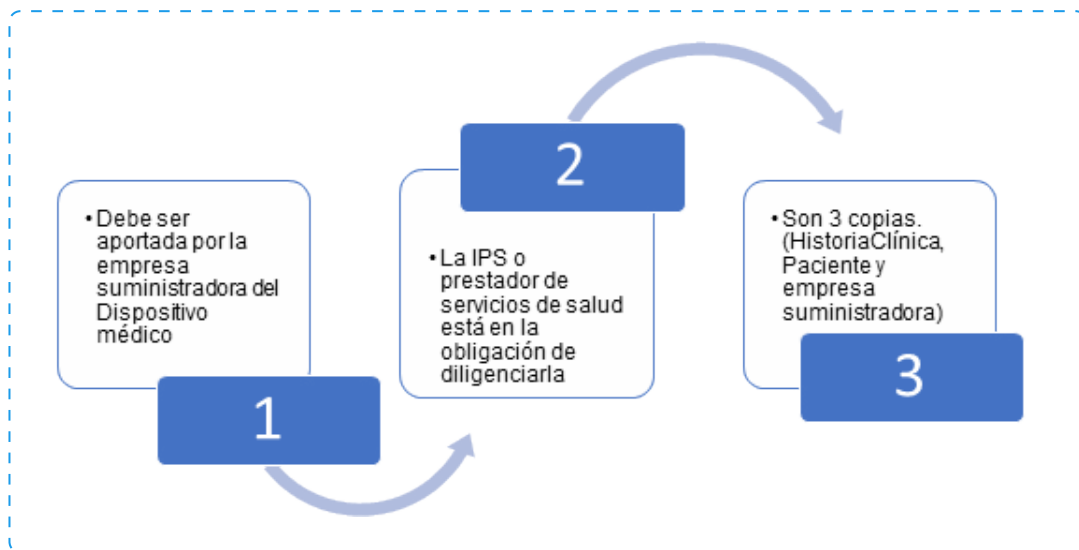 •Debe ser
aportada por la
empresa
suministradora del
Dispositivo
médico
1
2
•La IPS o
prestador de
servicios de salud
está en la
obligación de
diligenciarla
•Son 3 copias.
(HistoriaClínica,
Paciente y
empresa
suministradora)
3